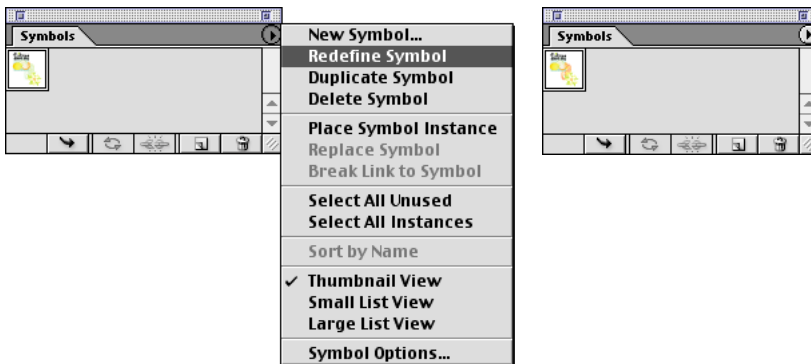 Symbols
New Symbol...
Redefine Symbol
Duplicate Symbol
Delete Symbol
Place Symbol Instance
Replace Symbol
Break Link to Symbol
Select All Unused
Select All Instances
Sort by Name
Thumbnail View
Small List View
Large List View
Symbol Options...
Symbols